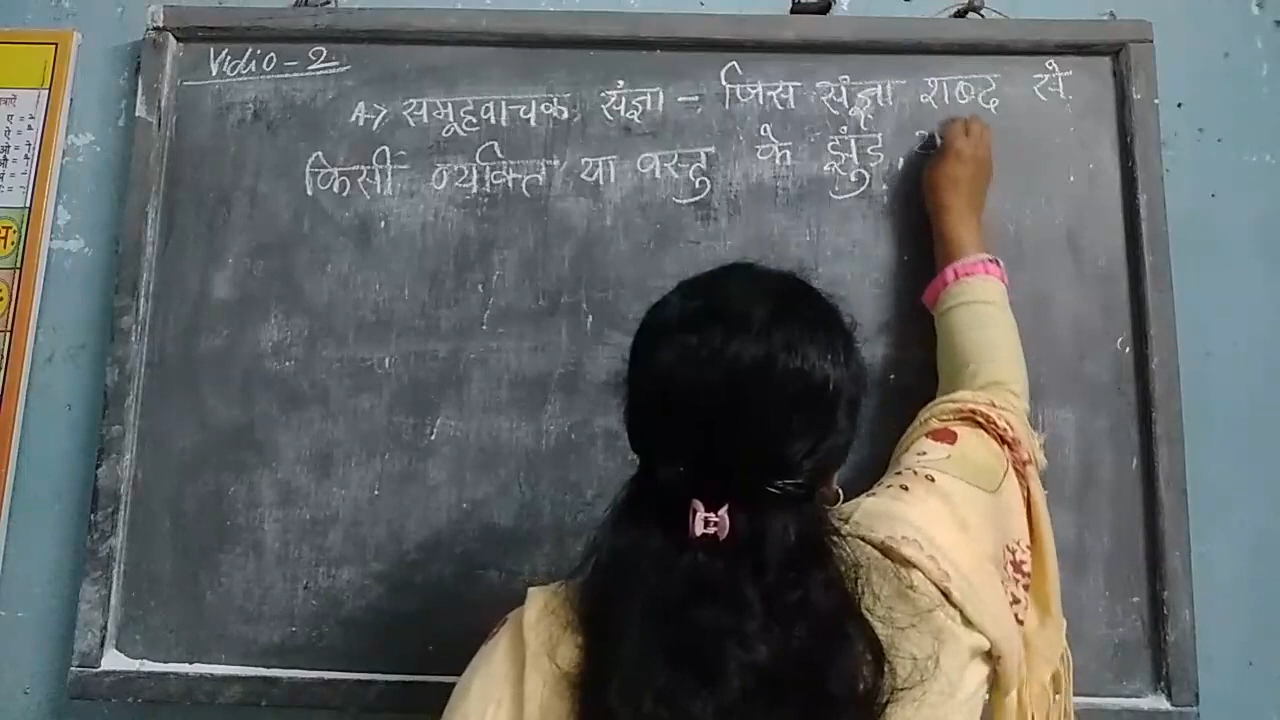 Vidio - 2
A-> समूहवाचक संज्ञा - जिस संज्ञा शब्द से
किसी व्यक्ति या वस्तु के झुंड,